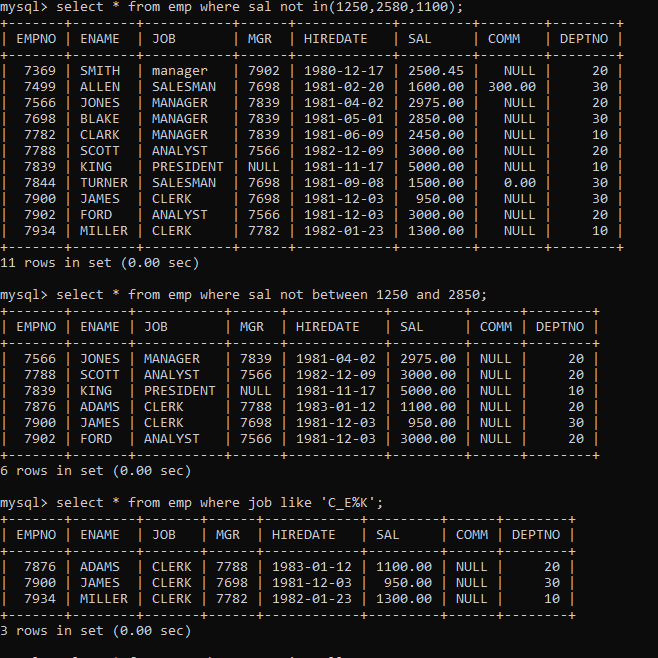 mysql> select * from emp where sal not in(1250,2580,1100);
+-------+--------+-----------+------+------------+---------+--------+--------+
| EMPNO | ENAME | JOB | MGR | HIREDATE | SAL | COMM | DEPTNO |
+-------+--------+-----------+------+------------+---------+--------+--------+
| 7369 | SMITH | manager | 7902 | 1980-12-17 | 2500.45 | NULL | 20 |
| 7499 | ALLEN | SALESMAN | 7698 | 1981-02-20 | 1600.00 | 300.00 | 30 |
| 7566 | JONES | MANAGER | 7839 | 1981-04-02 | 2975.00 | NULL | 20 |
| 7698 | BLAKE | MANAGER | 7839 | 1981-05-01 | 2850.00 | NULL | 30 |
| 7782 | CLARK | MANAGER | 7839 | 1981-06-09 | 2450.00 | NULL | 10 |
| 7788 | SCOTT | ANALYST | 7566 | 1982-12-09 | 3000.00 | NULL | 20 |
| 7839 | KING | PRESIDENT | NULL | 1981-11-17 | 5000.00 | NULL | 10 |
| 7844 | TURNER | SALESMAN | 7698 | 1981-09-08 | 1500.00 | 0.00 | 30 |
| 7900 | JAMES | CLERK | 7698 | 1981-12-03 | 950.00 | NULL | 30 |
| 7902 | FORD | ANALYST | 7566 | 1981-12-03 | 3000.00 | NULL | 20 |
| 7934 | MILLER | CLERK | 7782 | 1982-01-23 | 1300.00 | NULL | 10 |
+-------+--------+-----------+------+------------+---------+--------+--------+
11 rows in set (0.00 sec)
mysql> select * from emp where sal not between 1250 and 2850;
+-------+-------+-----------+------+------------+---------+------+--------+
| EMPNO | ENAME | JOB | MGR | HIREDATE | SAL | COMM | DEPTNO |
+-------+-------+-----------+------+------------+---------+------+--------+
| 7566 | JONES | MANAGER | 7839 | 1981-04-02 | 2975.00 | NULL | 20 |
| 7788 | SCOTT | ANALYST | 7566 | 1982-12-09 | 3000.00 | NULL | 20 |
| 7839 | KING | PRESIDENT | NULL | 1981-11-17 | 5000.00 | NULL | 10 |
| 7876 | ADAMS | CLERK | 7788 | 1983-01-12 | 1100.00 | NULL | 20 |
| 7900 | JAMES | CLERK | 7698 | 1981-12-03 | 950.00 | NULL | 30 |
| 7902 | FORD | ANALYST | 7566 | 1981-12-03 | 3000.00 | NULL | 20 |
+-------+-------+-----------+------+------------+---------+------+--------+
6 rows in set (0.00 sec)
mysql> select * from emp where job like 'C_E%K';
+-------+--------+-------+------+------------+---------+------+--------+
| EMPNO | ENAME | JOB | MGR | HIREDATE | SAL | COMM | DEPTNO |
+-------+--------+-------+------+------------+---------+------+--------+
| 7876 | ADAMS | CLERK | 7788 | 1983-01-12 | 1100.00 | NULL | 20 |
| 7900 | JAMES | CLERK | 7698 | 1981-12-03 | 950.00 | NULL | 30 |
| 7934 | MILLER | CLERK | 7782 | 1982-01-23 | 1300.00 | NULL | 10 |
+-------+--------+-------+------+------------+---------+------+--------+
3 rows in set (0.00 sec)